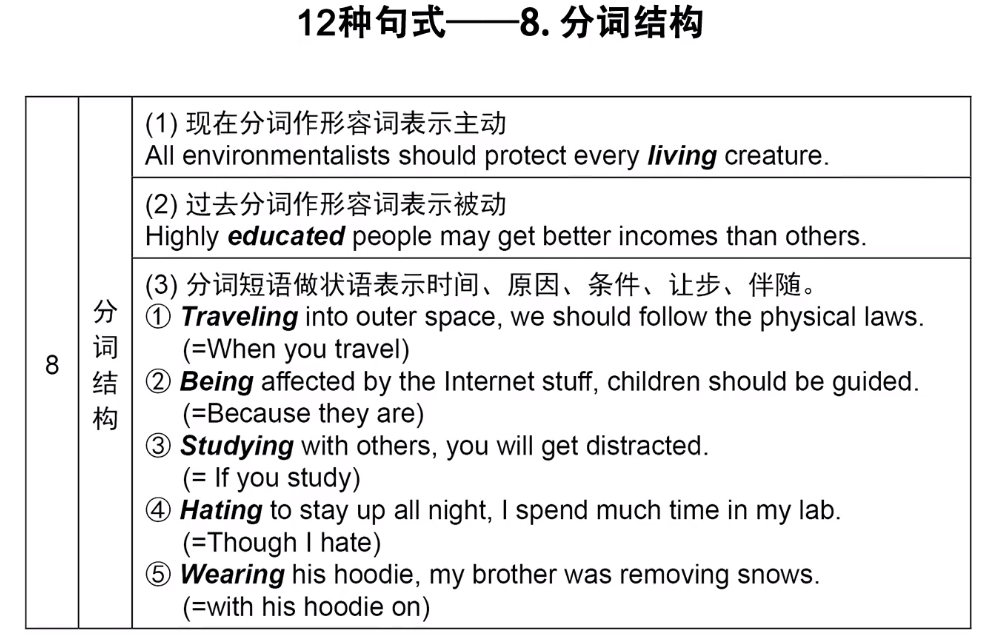 12种句式——8. 分词结构
8
分词结构
(1) 现在分词作形容词表示主动
All environmentalists should protect every living creature.
(2) 过去分词作形容词表示被动
Highly educated people may get better incomes than others.
(3) 分词短语做状语表示时间、原因、条件、让步、伴随。
① Traveling into outer space, we should follow the physical laws.
(=When you travel)
② Being affected by the Internet stuff, children should be guided.
(=Because they are)
③ Studying with others, you will get distracted.
(= If you study)
④ Hating to stay up all night, I spend much time in my lab.
(=Though I hate)
⑤ Wearing his hoodie, my brother was removing snows.
(=with his hoodie on)